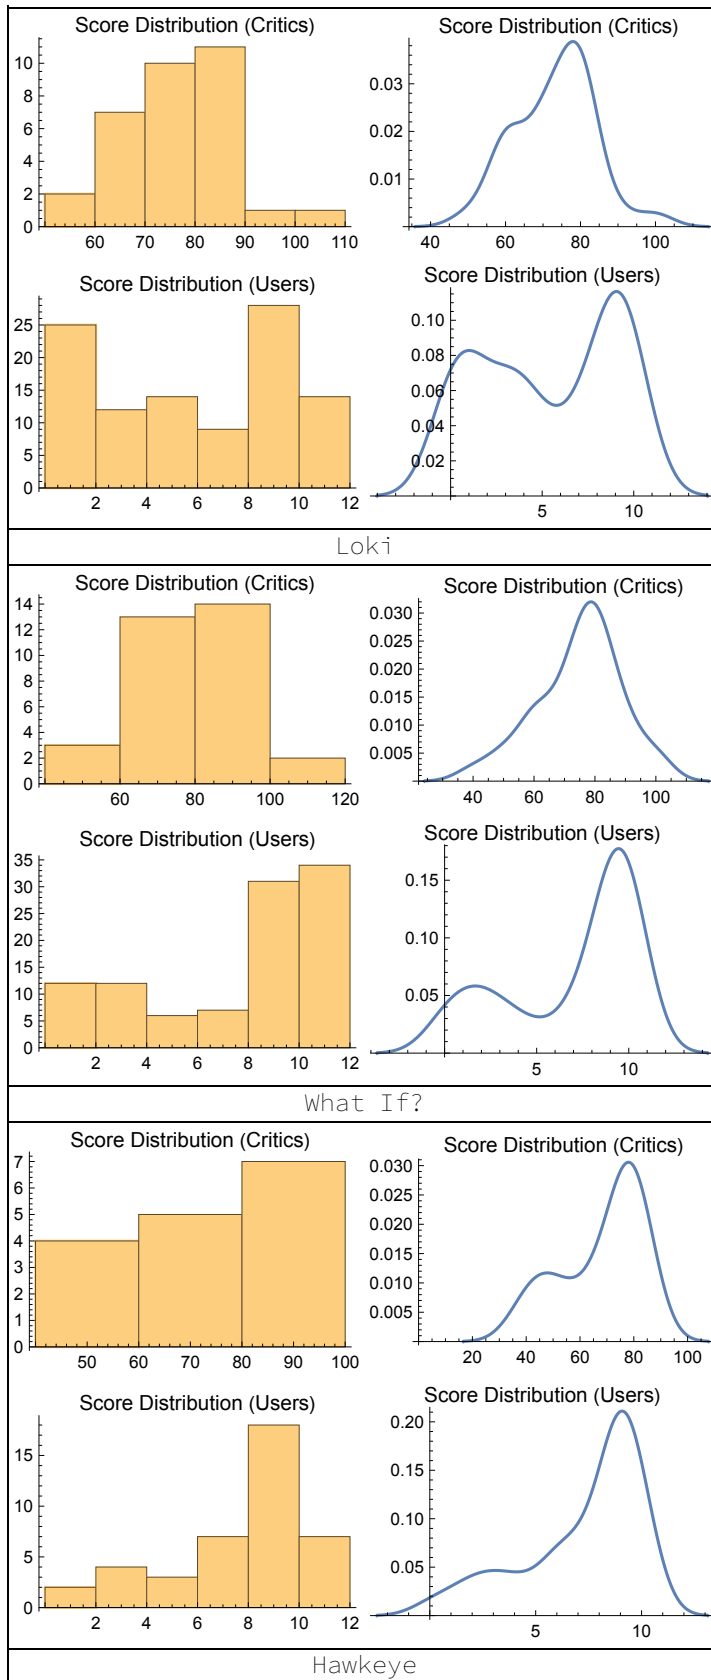 Score Distribution (Critics)
10
8
6
4
2
0
60 70 80 90 100 110
Score Distribution (Critics)
0.03
0.02
0.01
40 60 80 100
Score Distribution (Users)
25
20
15
10
5
0
2 4 6 8 10 12
Score Distribution (Users)
0.10
0.08
0.06
0.04
0.02
5 10
Loki
Score Distribution (Critics)
14
12
10
8
6
4
2
0
60 80 100 120
Score Distribution (Critics)
0.030
0.025
0.020
0.015
0.010
0.005
40 60 80 100
Score Distribution (Users)
35
30
25
20
15
10
5
0
2 4 6 8 10 12
Score Distribution (Users)
0.15
0.10
0.05
5 10
What If?
Score Distribution (Critics)
7
6
5
4
3
2
1
0
50 60 70 80 90 100
Score Distribution (Critics)
0.030
0.025
0.020
0.015
0.010
0.005
20 40 60 80 100
Score Distribution (Users)
15
10
5
0
2 4 6 8 10 12
Score Distribution (Users)
0.20
0.15
0.10
0.05
5 10
Hawkeye